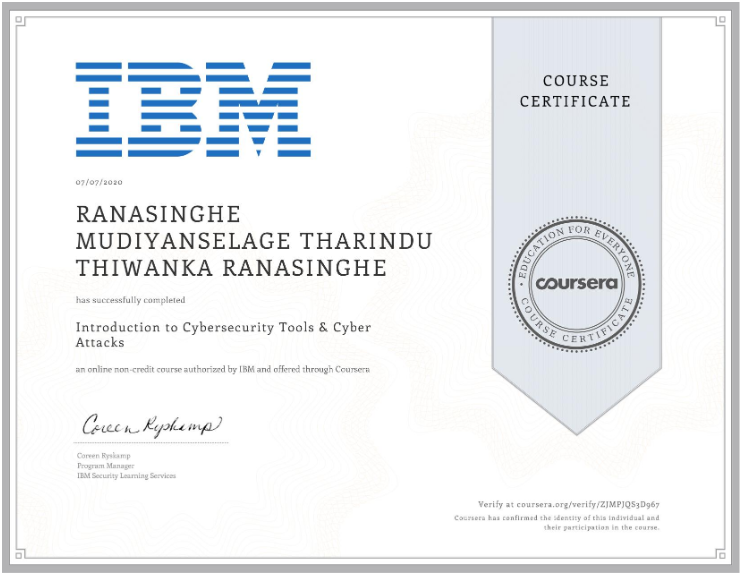 IBM
COURSE
CERTIFICATE
07/07/2020
RANASINGHE
MUDIYANSELAGE THARINDU
THIWANKA RANASINGHE
has successfully completed
Introduction to Cybersecurity Tools & Cyber
Attacks
an online non-credit course authorized by IBM and offered through Coursera
EDUCATION FOR EVERYONE
coursera
COURSE CERTIFICATE
Coreen Ryskamp
Coreen Ryskamp
Program Manager
IBM Security Learning Services
Verify at coursera.org/verify/ZJMPJQS3D967
Coursera has confirmed the identity of this individual and
their participation in the course.